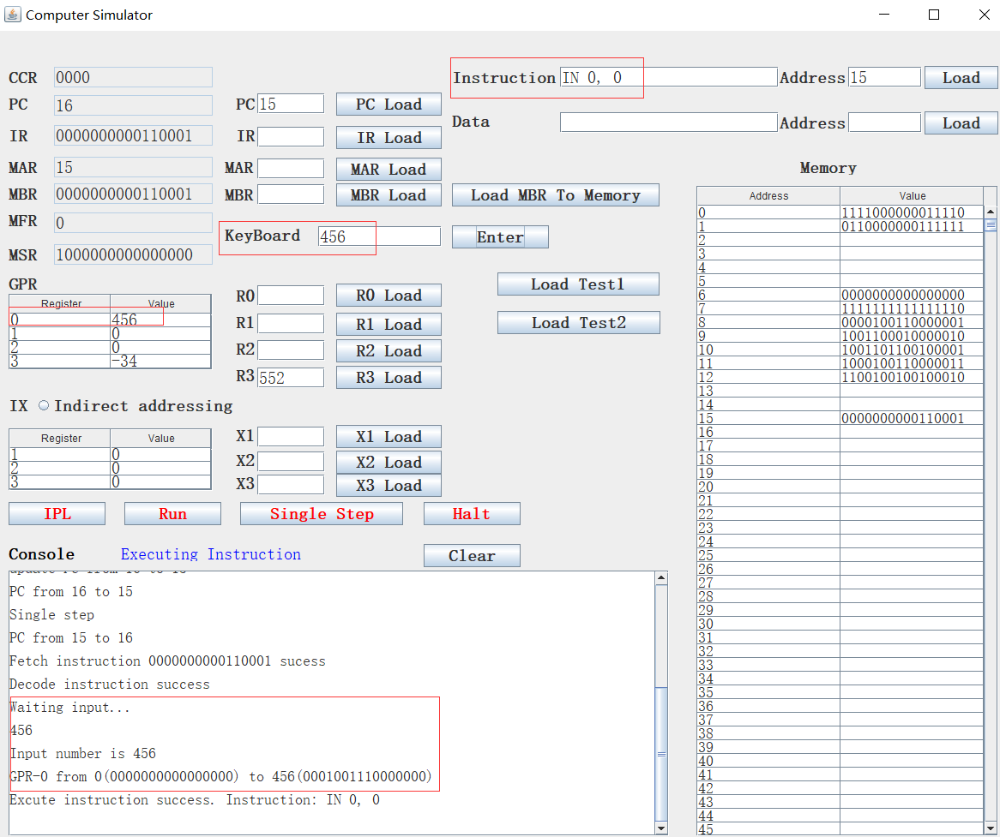 Computer Simulator
CCR 0000
Instruction IN 0, 0 Address 15 Load
PC 16 PC 15 PC Load
Data Address Load
IR 0000000000110001 IR IR Load
MAR 15 MAR MAR Load
Memory
MBR 0000000000110001 MBR MBR Load Load MBR To Memory
MFR 0
KeyBoard 456 Enter
MSR 1000000000000000
GPR
Register Value
0 456
1 0
2 0
3 -34
R0 R0 Load
R1 R1 Load
R2 R2 Load
R3 552 R3 Load
Load Test1
Load Test2
IX Indirect addressing
Register Value
1 0
2 0
3 0
X1 X1 Load
X2 X2 Load
X3 X3 Load
IPL Run Single Step Halt
Console Executing Instruction Clear
PC from 16 to 15
Single step
PC from 15 to 16
Fetch instruction 0000000000110001 sucess
Decode instruction success
Waiting input...
456
Input number is 456
GPR-0 from 0(0000000000000000) to 456(0001001110000000)
Excute instruction success. Instruction: IN 0, 0
Address Value
0 1111000000011110
1 0110000000111111
2
3
4
5
6 0000000000000000
7 1111111111111110
8 0000100110000001
9 1001100010000010
10 1001101100100001
11 1000100110000011
12 1100100100100010
13
14
15 0000000000110001
16
17
18
19
20
21
22
23
24
25
26
27
28
29
30
31
32
33
34
35
36
37
38
39
40
41
42
43
44
45